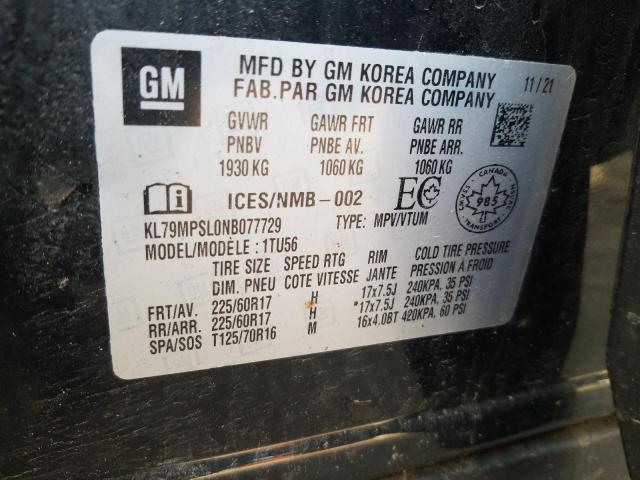 GM
MFD BY GM KOREA COMPANY 11/21
FAB.PAR GM KOREA COMPANY
GVWR GAWR FRT GAWR RR
PNBV PNBE AV. PNBE ARR.
1930 KG 1060 KG 1060 KG
ICES/NMB-002 EC
CANADA
985
TRANSPORT
KL79MPSL0NB077729 TYPE: MPV/VTUM
MODEL/MODÈLE: 1TU56
TIRE SIZE SPEED RTG RIM COLD TIRE PRESSURE
DIM. PNEU COTE VITESSE JANTE PRESSION À FROID
FRT/AV. 225/60R17 H 17x7.5J 240KPA, 35 PSI
RR/ARR. 225/60R17 H *17x7.5J 240KPA, 35 PSI
SPA/SOS T125/70R16 M 16x4.0BT 420KPA, 60 PSI